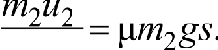 m₂u₂ = μm₂gs.